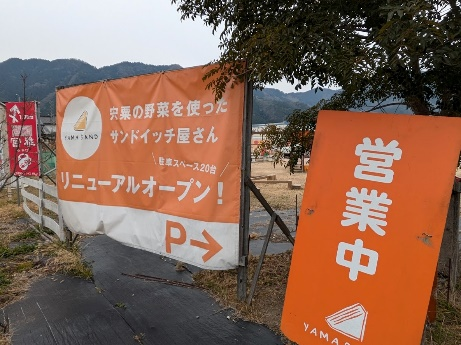 YAMASAND
宍粟の野菜を使った
サンドイッチ屋さん
駐車スペース20台
リニューアルオープン!
P→
営業中
YAMASAND